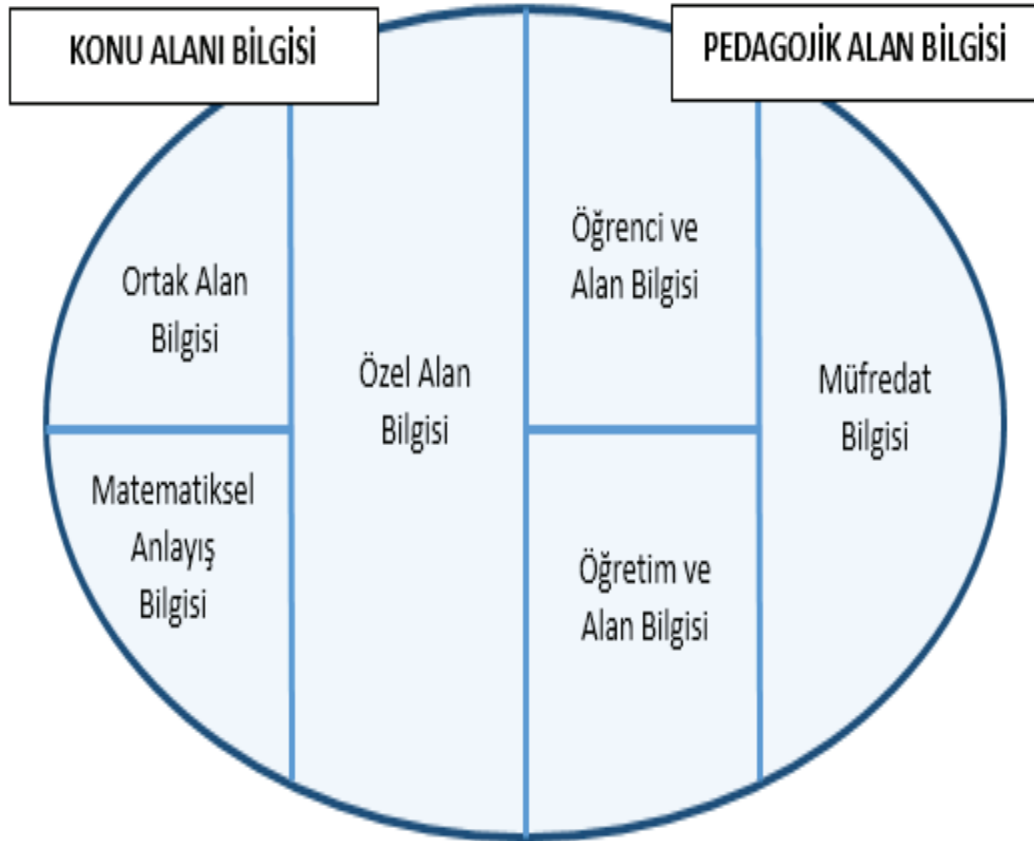 KONU ALANI BİLGİSİ
PEDAGOJİK ALAN BİLGİSİ
Ortak Alan
Bilgisi
Matematiksel
Anlayış
Bilgisi
Özel Alan
Bilgisi
Öğrenci ve
Alan Bilgisi
Öğretim ve
Alan Bilgisi
Müfredat
Bilgisi